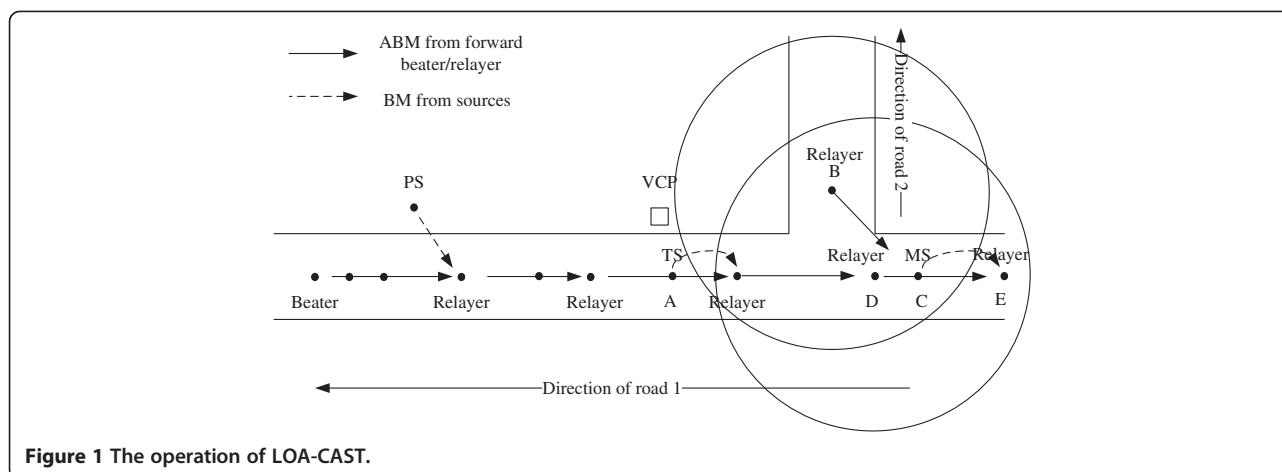 ABM from forward
beater/relayer
BM from sources
Direction of road 2
Relayer
B
PS
VCP
TS
Relayer
MS
Relayer
Beater
Relayer
Relayer
A
Relayer
D
C
E
Direction of road 1
Figure 1 The operation of LOA-CAST.